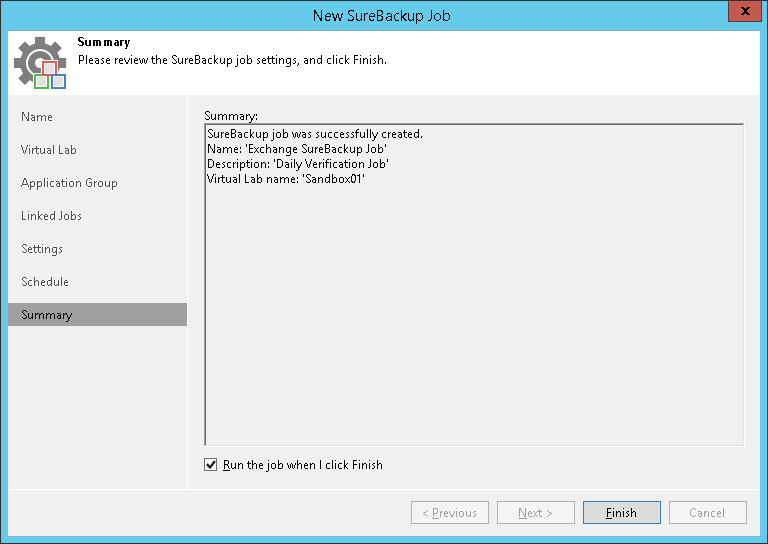 New SureBackup Job
X
Summary
Please review the SureBackup job settings, and click Finish.
Name
Virtual Lab
Application Group
Linked Jobs
Settings
Schedule
Summary
Summary:
SureBackup job was successfully created.
Name: 'Exchange SureBackup Job'
Description: 'Daily Verification Job'
Virtual Lab name: 'Sandbox01'
Run the job when I click Finish
< Previous
Next >
Finish
Cancel